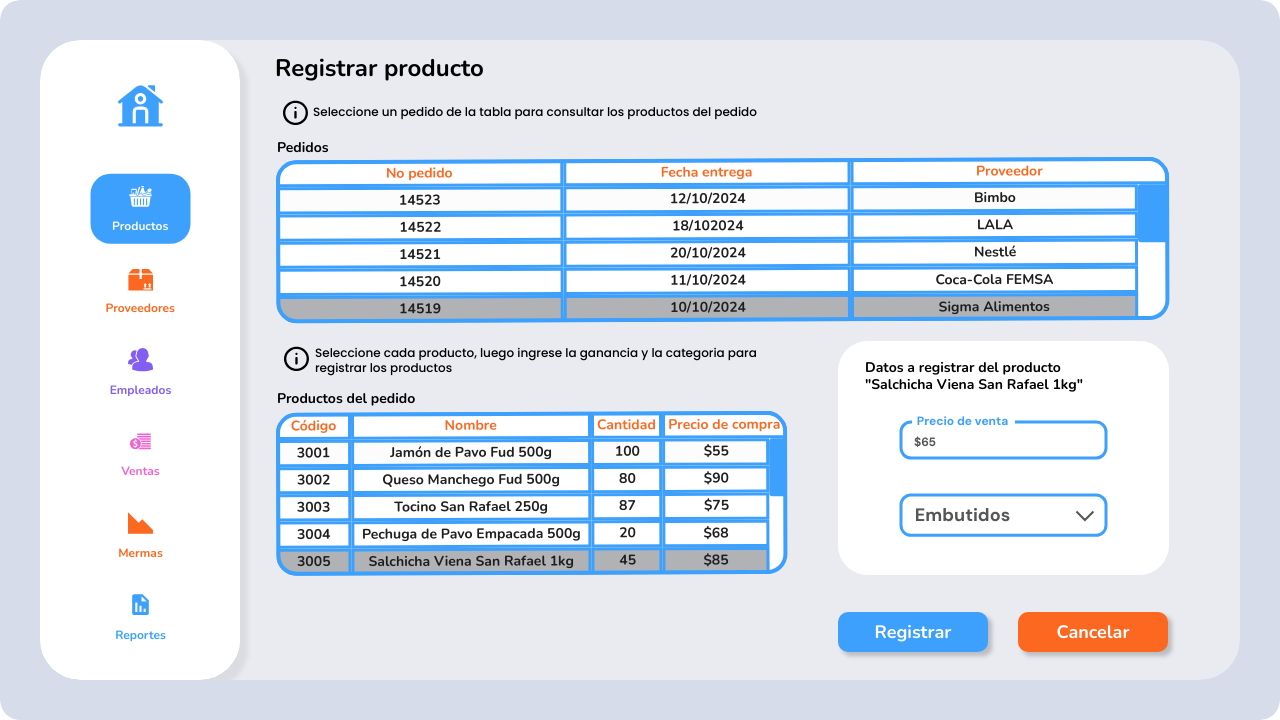 Registrar producto
Seleccione un pedido de la tabla para consultar los productos del pedido
Pedidos
No pedido Fecha entrega Proveedor
14523 12/10/2024 Bimbo
14522 18/102024 LALA
14521 20/10/2024 Nestlé
14520 11/10/2024 Coca-Cola FEMSA
14519 10/10/2024 Sigma Alimentos
Productos
Proveedores
Empleados
Ventas
Mermas
Reportes
Seleccione cada producto, luego ingrese la ganancia y la categoria para
registrar los productos
Productos del pedido
Código Nombre Cantidad Precio de compra
3001 Jamón de Pavo Fud 500g 100 $55
3002 Queso Manchego Fud 500g 80 $90
3003 Tocino San Rafael 250g 87 $75
3004 Pechuga de Pavo Empacada 500g 20 $68
3005 Salchicha Viena San Rafael 1kg 45 $85
Datos a registrar del producto
"Salchicha Viena San Rafael 1kg"
Precio de venta
$65
Embutidos
Registrar
Cancelar